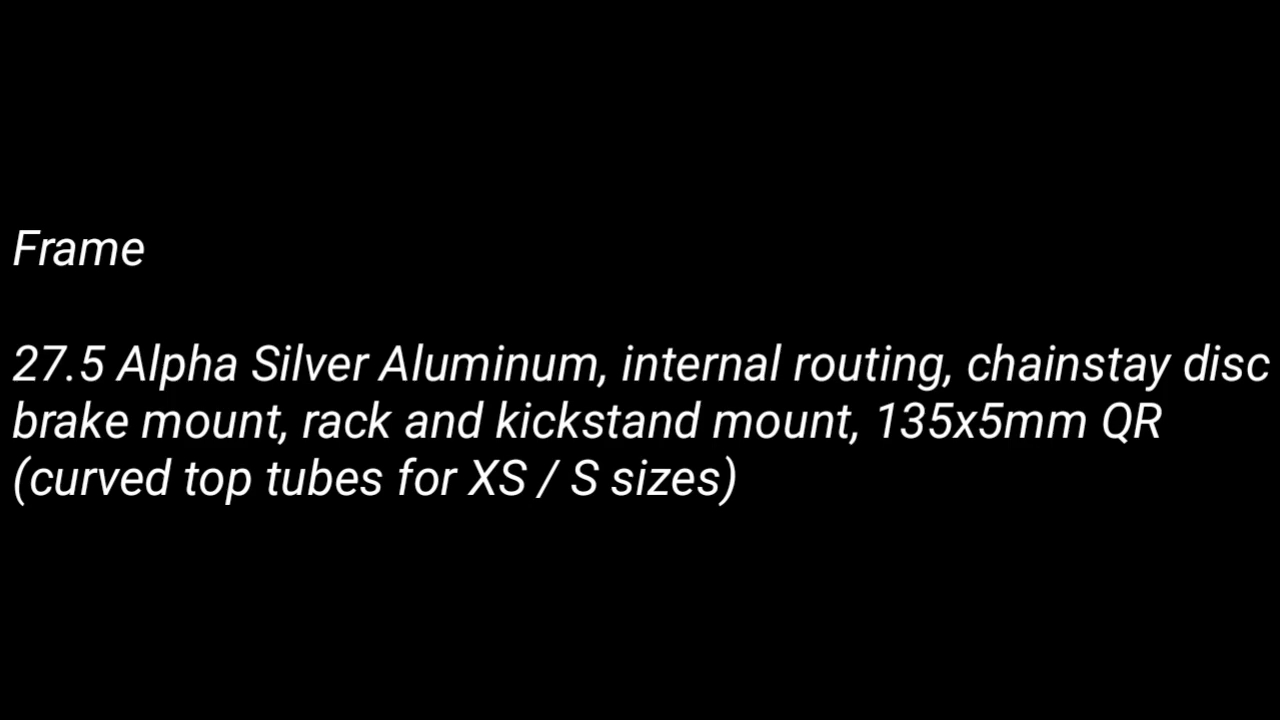 Frame
27.5 Alpha Silver Aluminum, internal routing, chainstay disc
brake mount, rack and kickstand mount, 135x5mm QR
(curved top tubes for XS / S sizes)